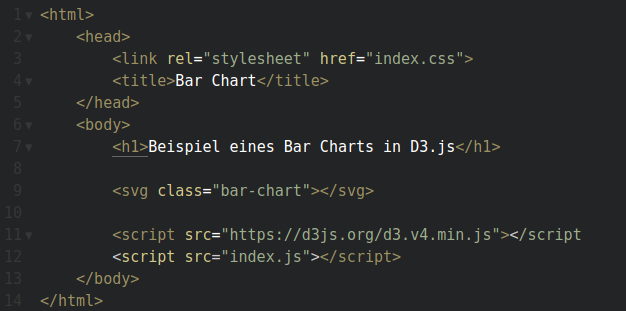 1 <html>
2 <head>
3 <link rel="stylesheet" href="index.css">
4 <title>Bar Chart</title>
5 </head>
6 <body>
7 <h1>Beispiel eines Bar Charts in D3.js</h1>
8
9 <svg class="bar-chart"></svg>
10
11 <script src="https://d3js.org/d3.v4.min.js"></script
12 <script src="index.js"></script>
13 </body>
14 </html>